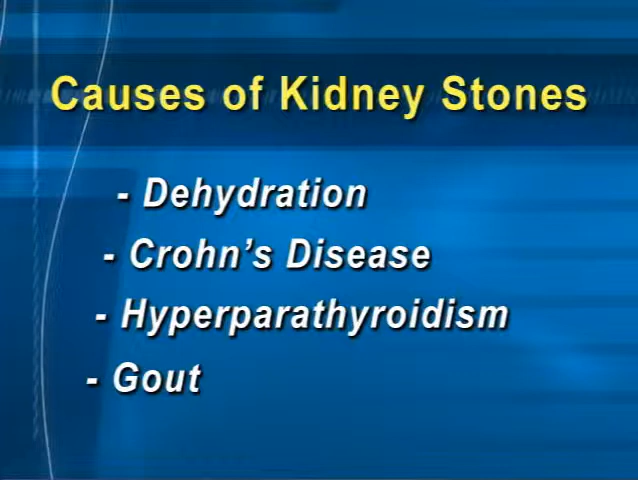 Causes of Kidney Stones
- Dehydration
- Crohn’s Disease
- Hyperparathyroidism
- Gout